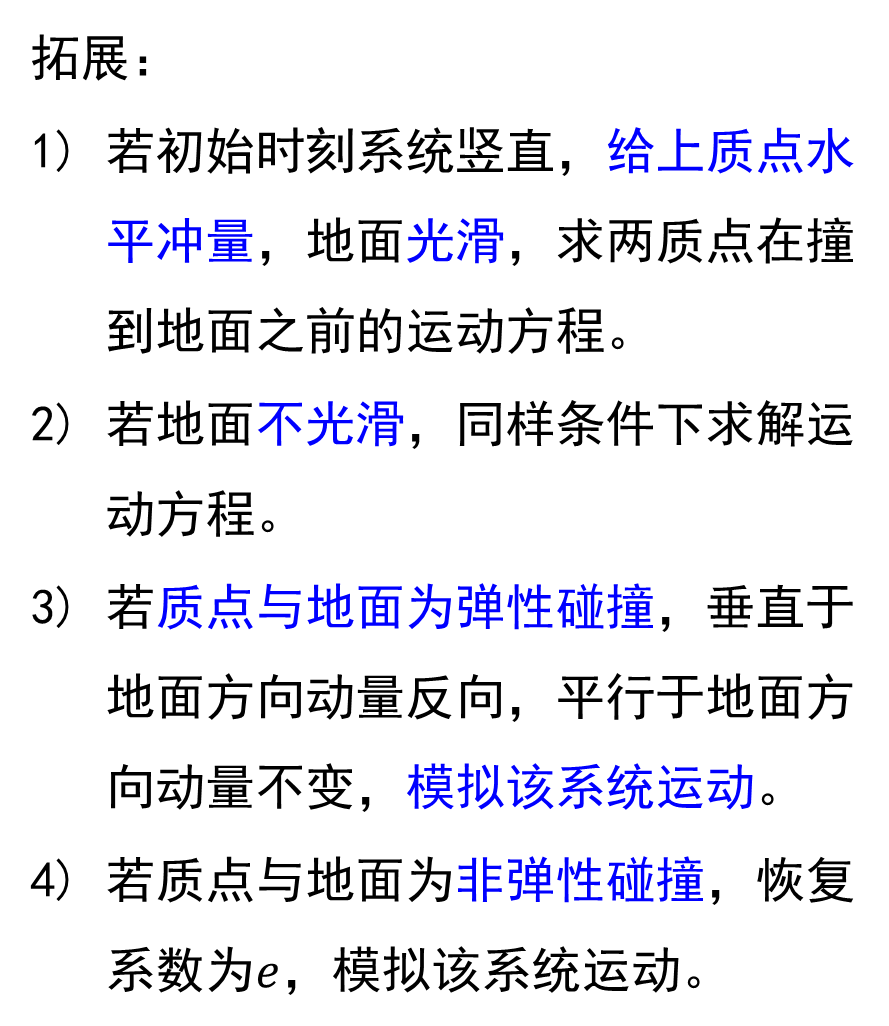 拓展：
1) 若初始时刻系统竖直，给上质点水
平冲量，地面光滑，求两质点在撞
到地面之前的运动方程。
2) 若地面不光滑，同样条件下求解运
动方程。
3) 若质点与地面为弹性碰撞，垂直于
地面方向动量反向，平行于地面方
向动量不变，模拟该系统运动。
4) 若质点与地面为非弹性碰撞，恢复
系数为e，模拟该系统运动。